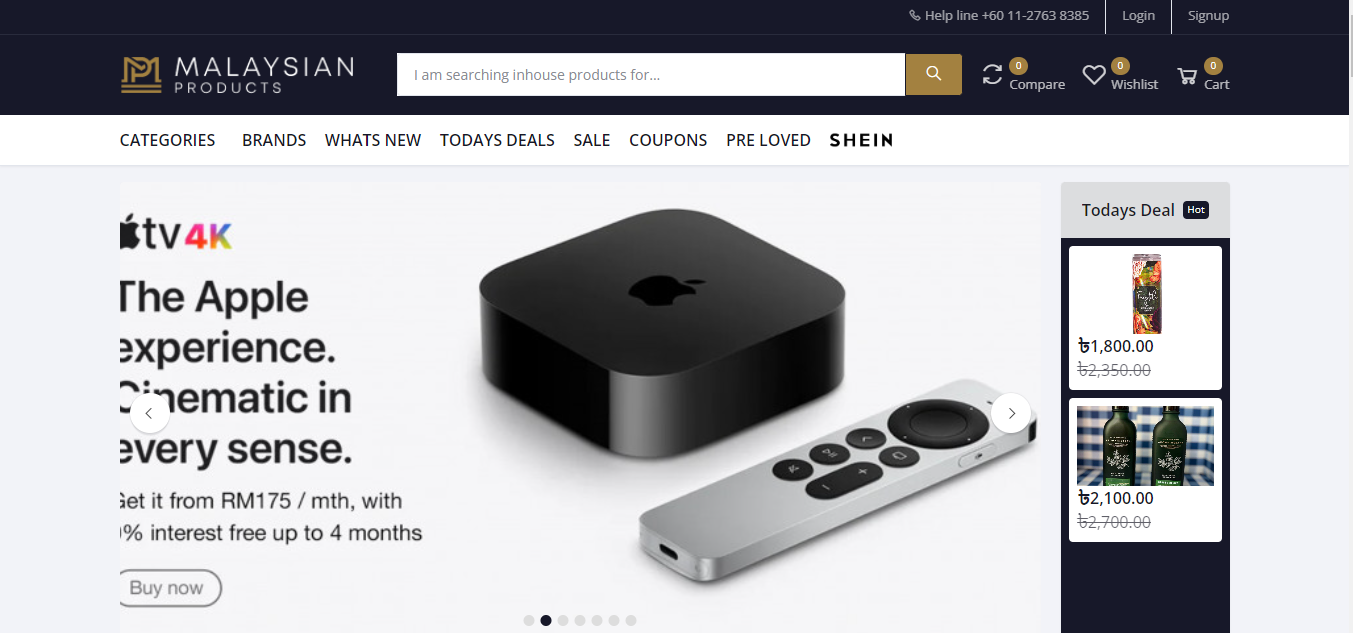 Help line +60 11-2763 8385
Login
Signup
MALAYSIAN
PRODUCTS
I am searching inhouse products for...
0
Compare
0
Wishlist
0
Cart
CATEGORIES
BRANDS
WHATS NEW
TODAYS DEALS
SALE
COUPONS
PRE LOVED
SHEIN
tv 4K
The Apple
experience.
Cinematic in
every sense.
Get it from RM175 / mth, with
0% interest free up to 4 months
Buy now
Todays Deal
Hot
৳1,800.00
৳2,350.00
৳2,100.00
৳2,700.00